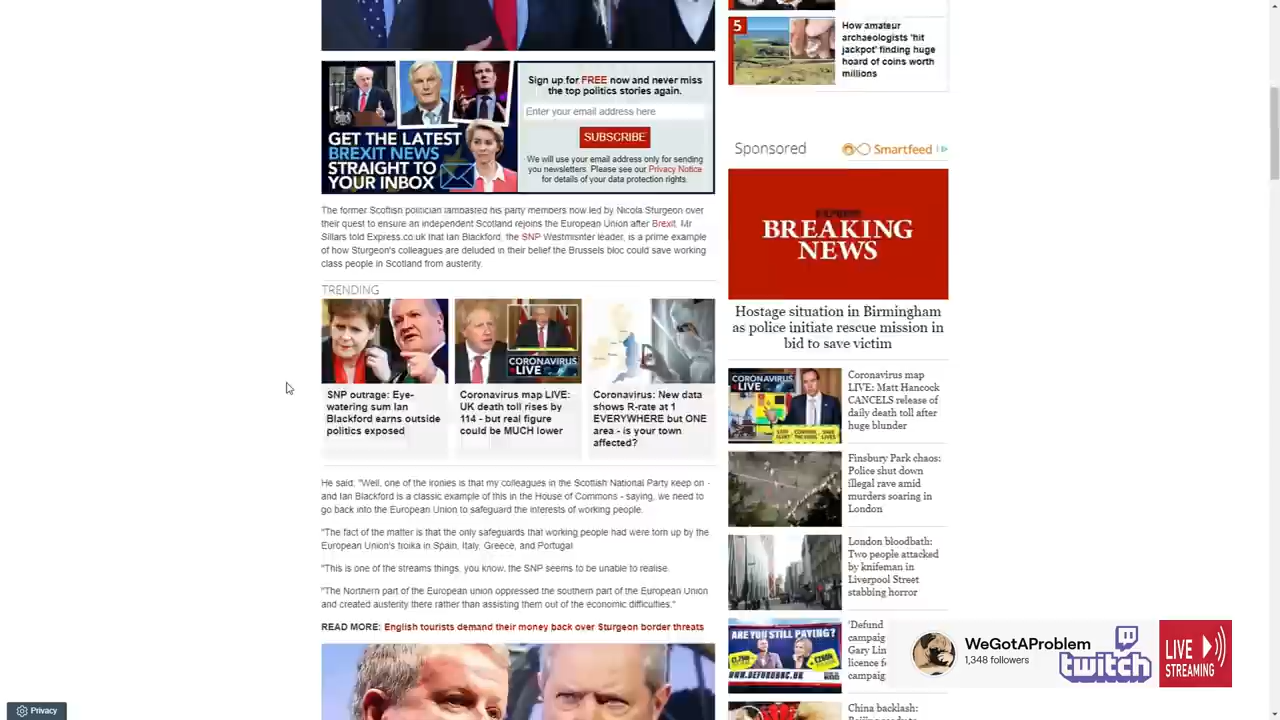 GET THE LATEST
BREXIT NEWS
STRAIGHT TO
YOUR INBOX
Sign up for FREE now and never miss
the top politics stories again.
Enter your email address here
SUBSCRIBE
We will use your email address only for sending
you newsletters. Please see our Privacy Notice
for details of your data protection rights.
The former Scottish politician lambasted his party members now led by Nicola Sturgeon over
their quest to ensure an independent Scotland rejoins the European Union after Brexit. Mr
Sillars told Express.co.uk that Ian Blackford, the SNP Westminster leader, is a prime example
of how Sturgeon's colleagues are deluded in their belief the Brussels bloc could save working
class people in Scotland from austerity.
TRENDING
SNP outrage: Eye-
watering sum Ian
Blackford earns outside
politics exposed
CORONAVIRUS
LIVE
Coronavirus map LIVE:
UK death toll rises by
114 - but real figure
could be MUCH lower
Coronavirus: New data
shows R-rate at 1
EVERYWHERE but ONE
area - is your town
affected?
He said, "Well, one of the ironies is that my colleagues in the Scottish National Party keep on -
and Ian Blackford is a classic example of this in the House of Commons - saying, we need to
go back into the European Union to safeguard the interests of working people.
"The fact of the matter is that the only safeguards that working people had were torn up by the
European Union's troika in Spain, Italy, Greece, and Portugal.
"This is one of the streams things, you know, the SNP seems to be unable to realise.
"The Northern part of the European union oppressed the southern part of the European Union
and created austerity there rather than assisting them out of the economic difficulties."
READ MORE: English tourists demand their money back over Sturgeon border threats
5
How amateur
archaeologists 'hit
jackpot' finding huge
hoard of coins worth
millions
Sponsored
Smartfeed
BREAKING
NEWS
Hostage situation in Birmingham
as police initiate rescue mission in
bid to save victim
CORONAVIRUS
LIVE
Coronavirus map
LIVE: Matt Hancock
CANCELS release of
daily death toll after
huge blunder
Finsbury Park chaos:
Police shut down
illegal rave amid
murders soaring in
London
London bloodbath:
Two people attacked
by knifeman in
Liverpool Street
stabbing horror
ARE YOU STILL PAYING?
WWW.DEFUNDBBC.UK
'Defund
campaig
Gary Lin
licence f
campaig
China backlash:
WeGotAProblem
1,348 followers
twitch
LIVE
STREAMING
Privacy